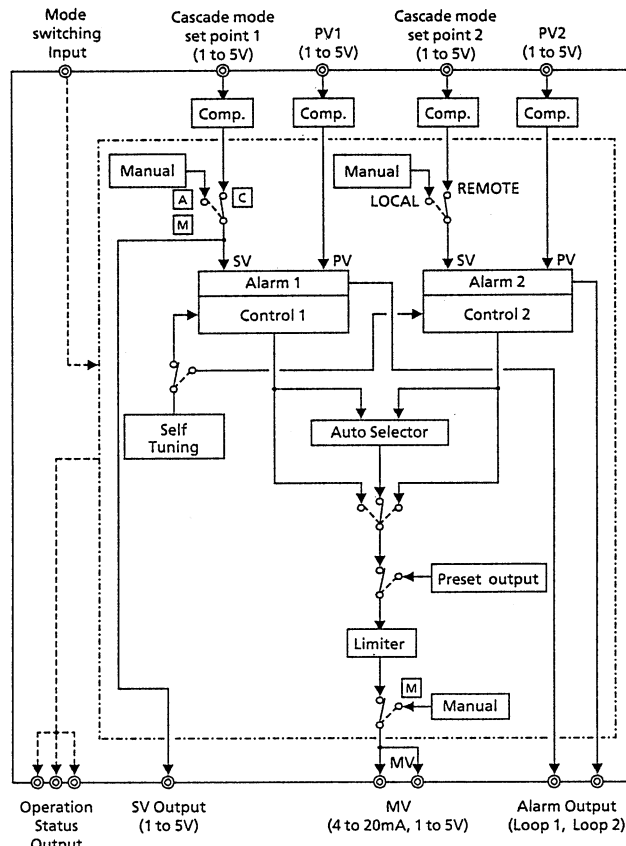 Mode
switching
Input
Cascade mode
set point 1
(1 to 5V)
PV1
(1 to 5V)
Cascade mode
set point 2
(1 to 5V)
PV2
(1 to 5V)
Comp.
Comp.
Comp.
Comp.
Manual
A
C
M
Manual
LOCAL
REMOTE
SV
PV
SV
PV
Alarm 1
Control 1
Alarm 2
Control 2
Self
Tuning
Auto Selector
Preset output
Limiter
M
Manual
MV
Operation
Status
Output
SV Output
(1 to 5V)
MV
(4 to 20mA, 1 to 5V)
Alarm Output
(Loop 1, Loop 2)